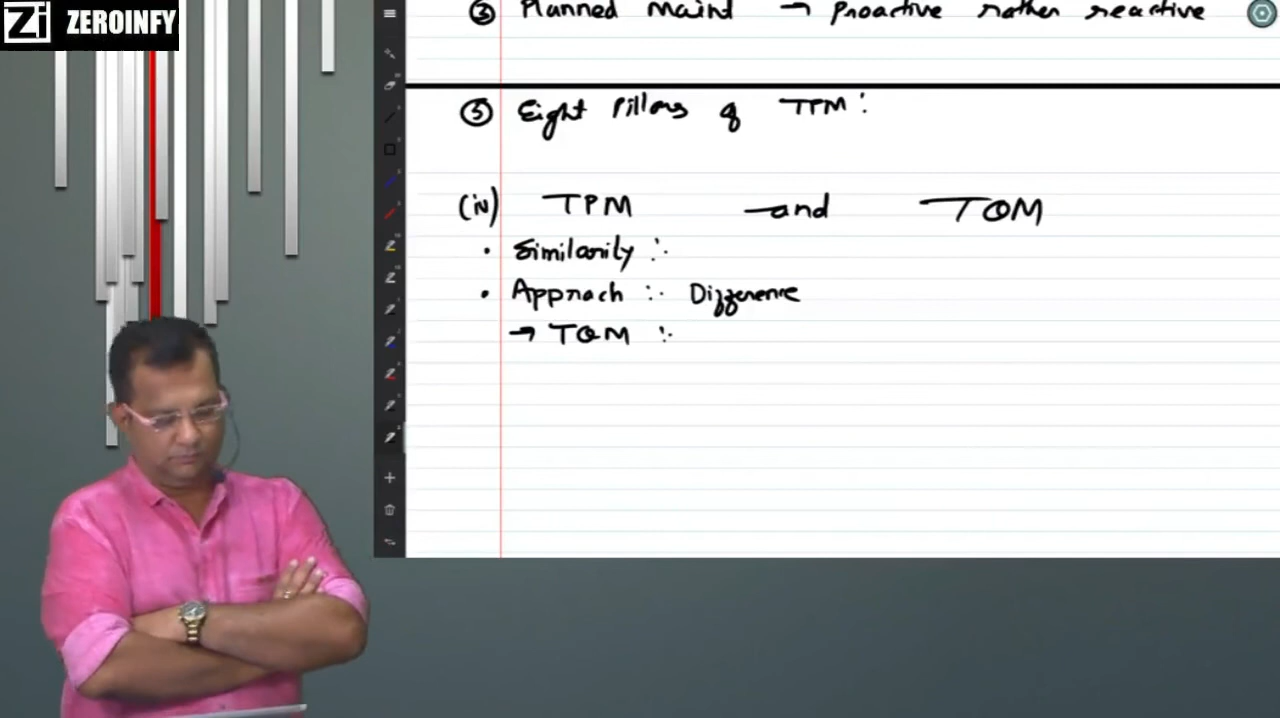 Zi ZEROINFY
③ Planned Maint → Proactive rather reactive
⑤ Eight Pillars of TPM :
(iv) TPM and TQM
• Similarity :-
• Approach :- Difference
→ TQM :-